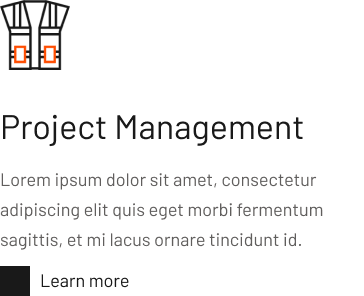 Project Management
Lorem ipsum dolor sit amet, consectetur
adipiscing elit quis eget morbi fermentum
sagittis, et mi lacus ornare tincidunt id.
Learn more